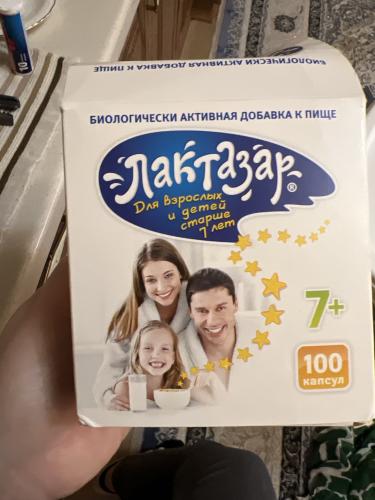 БИОЛОГИЧЕСКИ АКТИВНАЯ ДОБАВКА К ПИЩЕ
БИОЛОГИЧЕСКИ АКТИВНАЯ ДОБАВКА К ПИЩЕ
Лактазар®
Для взрослых
и детей
старше
7 лет
7+
100
капсул